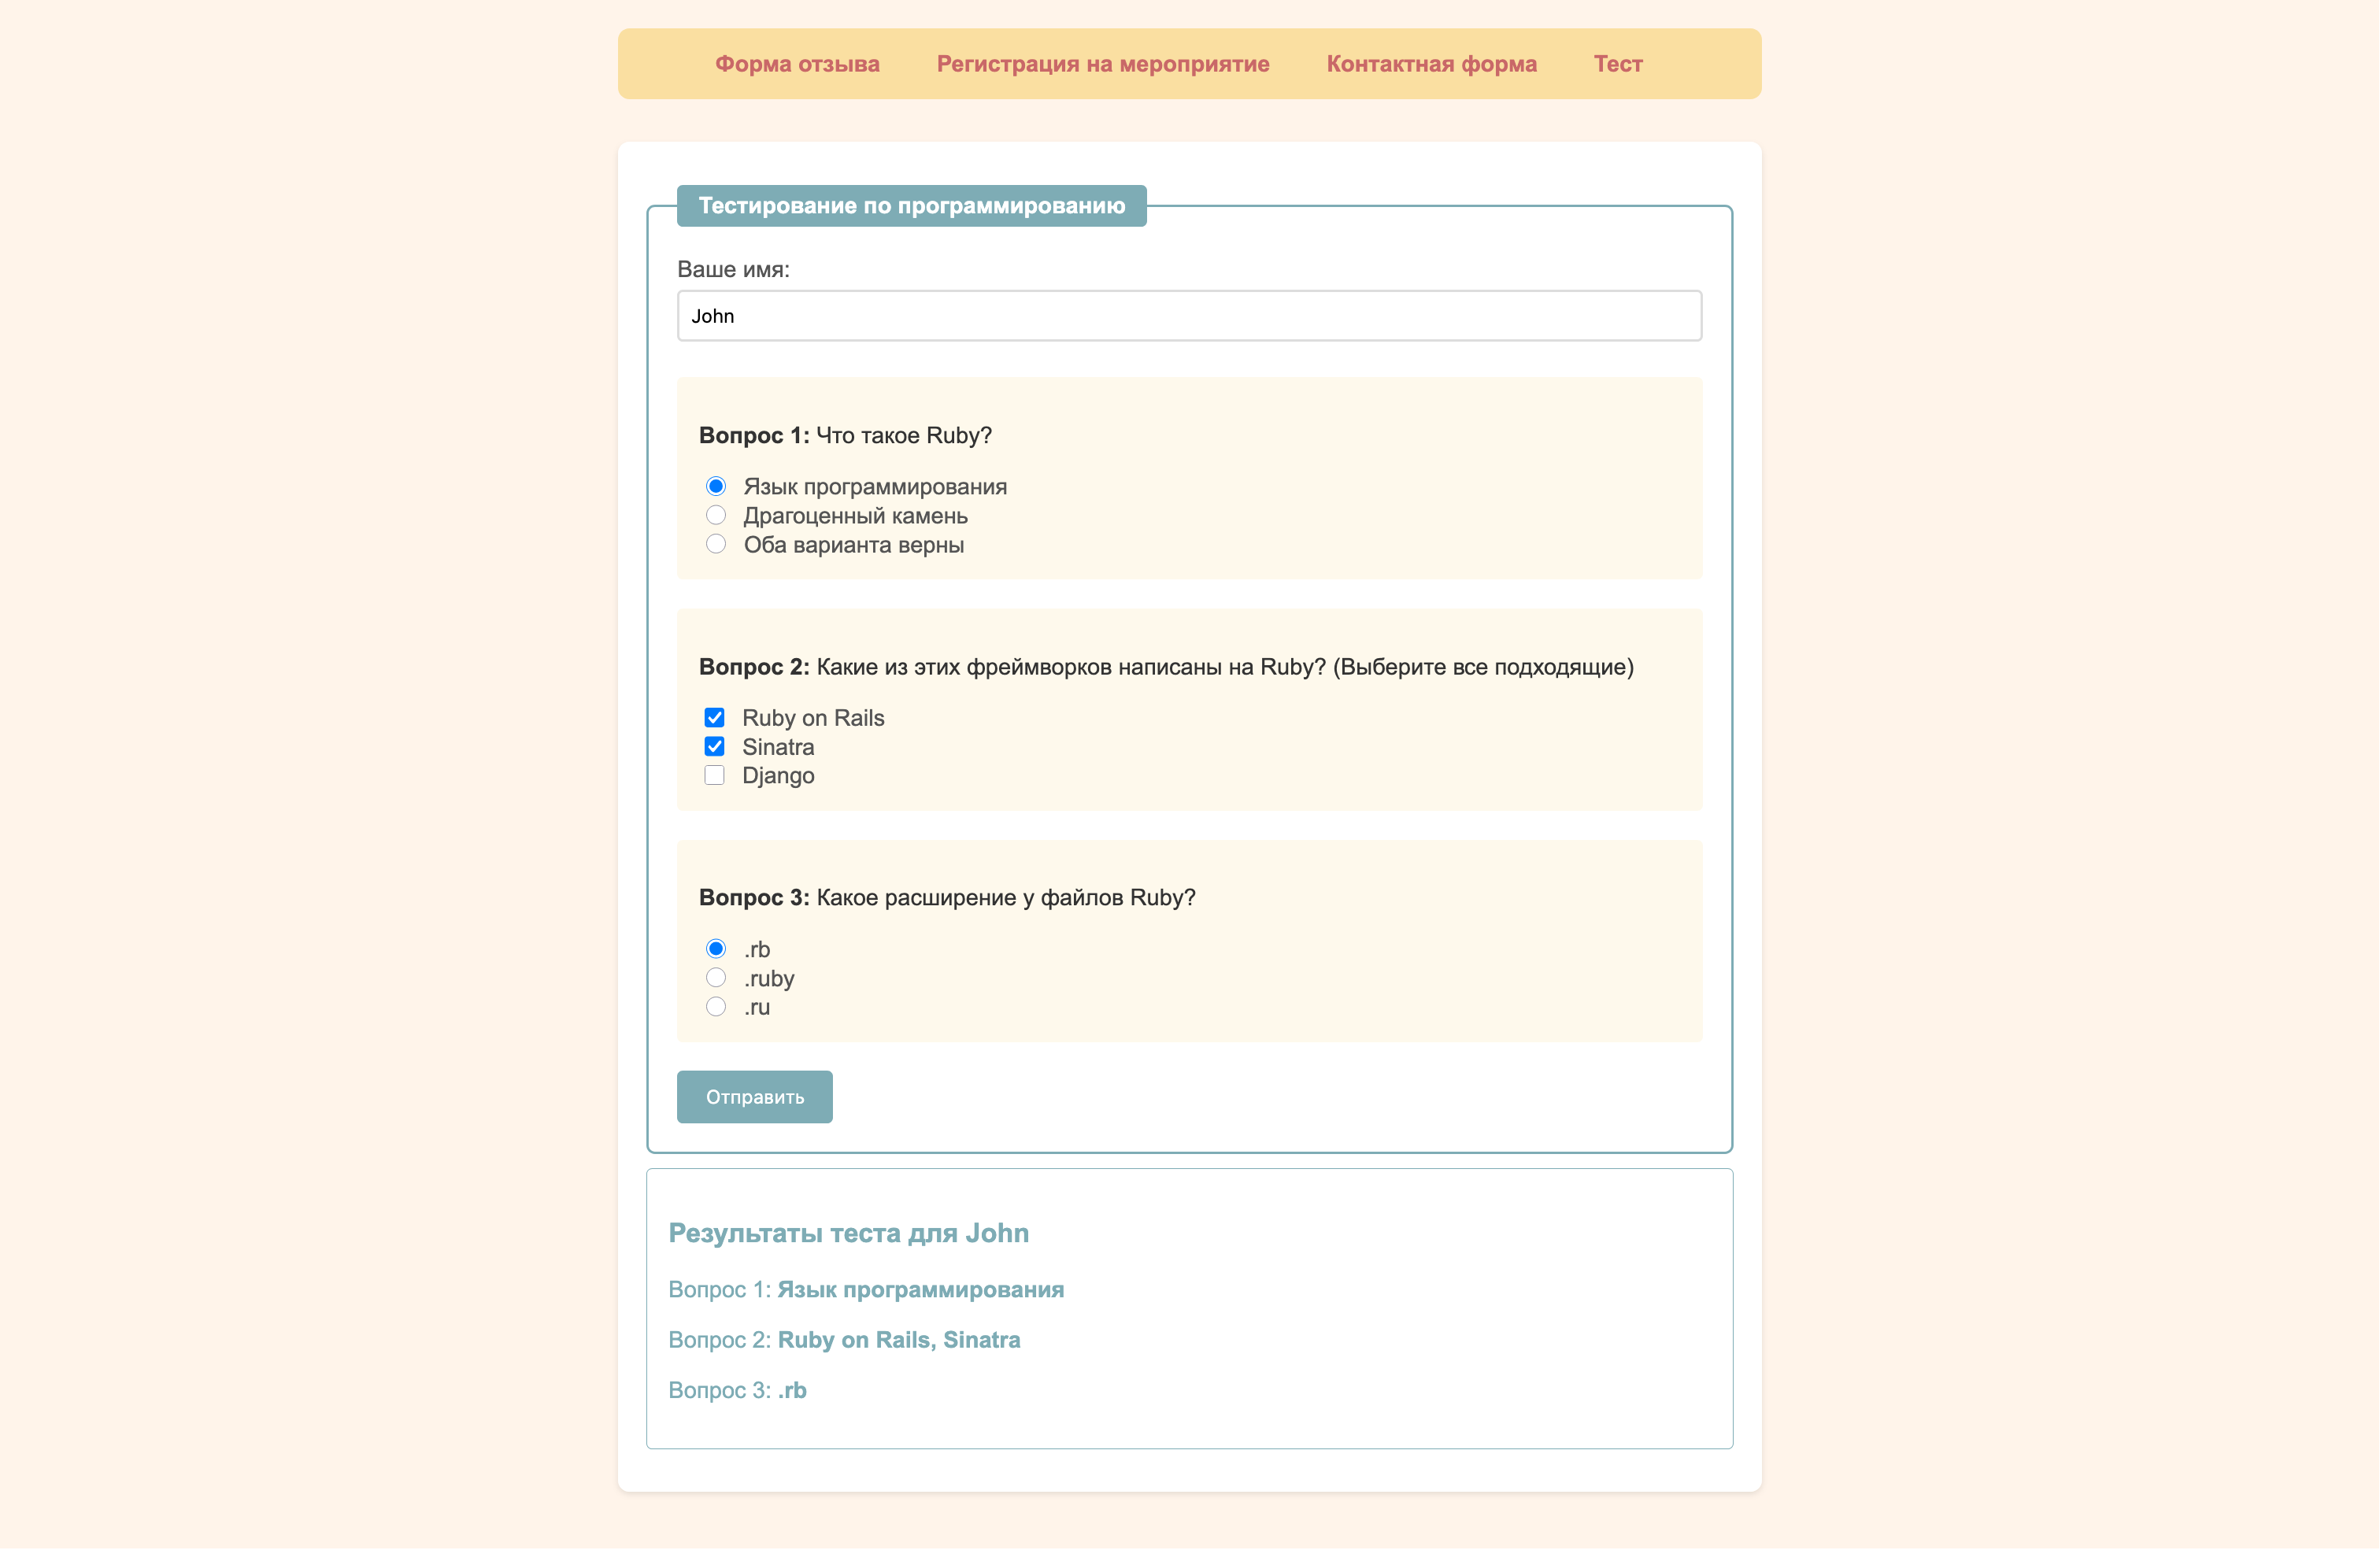 Форма отзыва Регистрация на мероприятие Контактная форма Тест
Тестирование по программированию
Ваше имя:
John
Вопрос 1: Что такое Ruby?
Язык программирования
Драгоценный камень
Оба варианта верны
Вопрос 2: Какие из этих фреймворков написаны на Ruby? (Выберите все подходящие)
Ruby on Rails
Sinatra
Django
Вопрос 3: Какое расширение у файлов Ruby?
.rb
.ruby
.ru
Отправить
Результаты теста для John
Вопрос 1: Язык программирования
Вопрос 2: Ruby on Rails, Sinatra
Вопрос 3: .rb